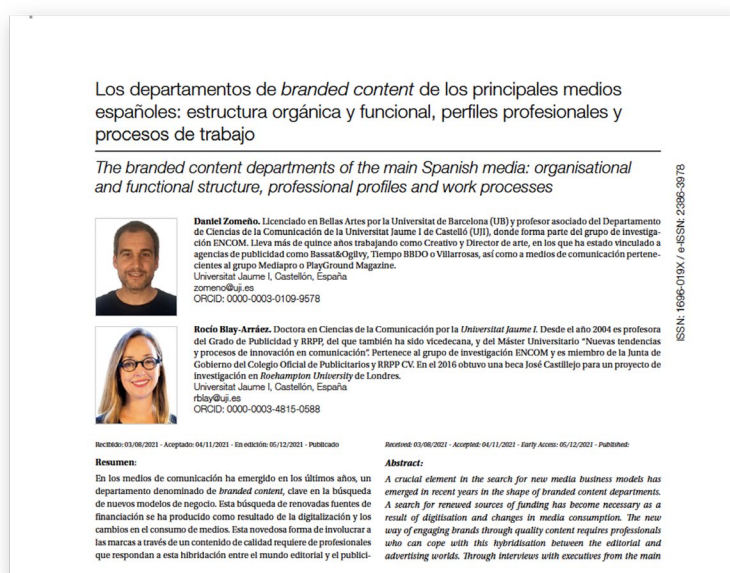 Los departamentos de branded content de los principales medios
españoles: estructura orgánica y funcional, perfiles profesionales y
procesos de trabajo
The branded content departments of the main Spanish media: organisational
and functional structure, professional profiles and work processes
Daniel Zomeño. Licenciado en Bellas Artes por la Universitat de Barcelona (UB) y profesor asociado del Departamento
de Ciencias de la Comunicación de la Universitat Jaume I de Castelló (UJI), donde forma parte del grupo de investiga-
ción ENCOM. Lleva más de quince años trabajando como Creativo y Director de arte, en los que ha estado vinculado a
agencias de publicidad como Bassat&Ogilvy, Tiempo BBDO o Villarrosas, así como a medios de comunicación pertene-
cientes al grupo Mediapro o PlayGround Magazine.
Universitat Jaume I, Castellón, España
zomeno@uji.es
ORCID: 0000-0003-0109-9578
Rocío Blay-Arráez. Doctora en Ciencias de la Comunicación por la Universitat Jaume I. Desde el año 2004 es profesora
del Grado de Publicidad y RRPP, del que también ha sido vicedecana, y del Máster Universitario “Nuevas tendencias
y procesos de innovación en comunicación”. Pertenece al grupo de investigación ENCOM y es miembro de la Junta de
Gobierno del Colegio Oficial de Publicitarios y RRPP CV. En el 2016 obtuvo una beca José Castillejo para un proyecto de
investigación en Roehampton University de Londres.
Universitat Jaume I, Castellón, España
rblay@uji.es
ORCID: 0000-0003-4815-0588
ISSN: 1696-019X / e-ISSN: 2386-3978
Recibido: 03/08/2021 - Aceptado: 04/11/2021 - En edición: 05/12/2021 - Publicado
Resumen:
En los medios de comunicación ha emergido en los últimos años, un
departamento denominado de branded content, clave en la búsqueda
de nuevos modelos de negocio. Esta búsqueda de renovadas fuentes de
financiación se ha producido como resultado de la digitalización y los
cambios en el consumo de medios. Esta novedosa forma de involucrar a
las marcas a través de un contenido de calidad requiere de profesionales
que respondan a esta hibridación entre el mundo editorial y el publici-
Received: 03/08/2021 - Accepted: 04/11/2021 - Early Access: 05/12/2021 - Published:
Abstract:
A crucial element in the search for new media business models has
emerged in recent years in the shape of branded content departments.
A search for renewed sources of funding has become necessary as a
result of digitisation and changes in media consumption. The new
way of engaging brands through quality content requires professionals
who can cope with this hybridisation between the editorial and
advertising worlds. Through interviews with executives from the main